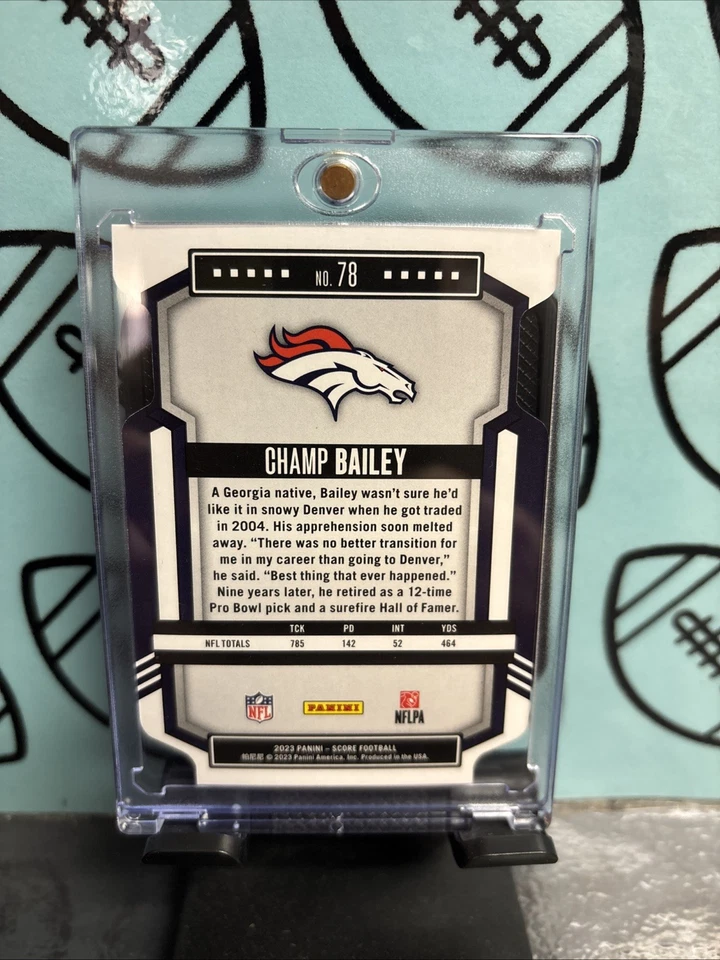 NO. 78
CHAMP BAILEY
A Georgia native, Bailey wasn't sure he'd
like it in snowy Denver when he got traded
in 2004. His apprehension soon melted
away. “There was no better transition for
me in my career than going to Denver,”
he said. “Best thing that ever happened.”
Nine years later, he retired as a 12-time
Pro Bowl pick and a surefire Hall of Famer.
TCK PD INT YDS
NFL TOTALS 785 142 52 464
NFL PANINI NFLPA
2023 PANINI – SCORE FOOTBALL
帕尼尼 © 2023 Panini America, Inc. Produced in the USA.